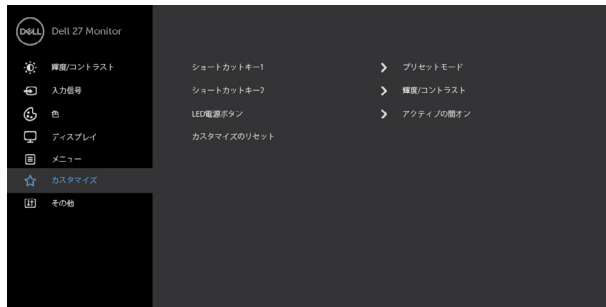 DELL
Dell 27 Monitor
輝度/コントラスト
入力信号
色
ディスプレイ
メニュー
カスタマイズ
その他
ショートカットキー1
プリセットモード
ショートカットキー2
輝度/コントラスト
LED電源ボタン
アクティブの間オン
カスタマイズのリセット